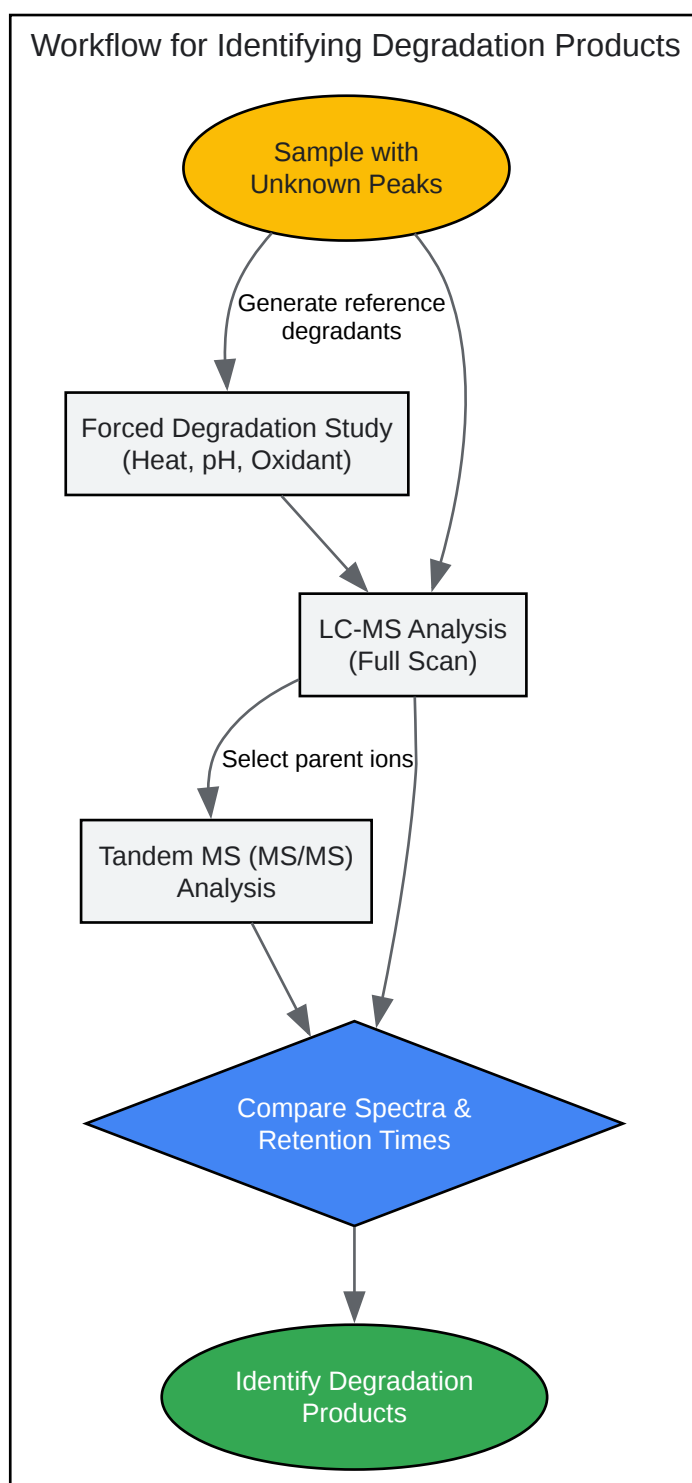 Workflow for Identifying Degradation Products
Sample with
Unknown Peaks
Generate reference
degradants
Forced Degradation Study
(Heat, pH, Oxidant)
LC-MS Analysis
(Full Scan)
Select parent ions
Tandem MS (MS/MS)
Analysis
Compare Spectra &
Retention Times
Identify Degradation
Products